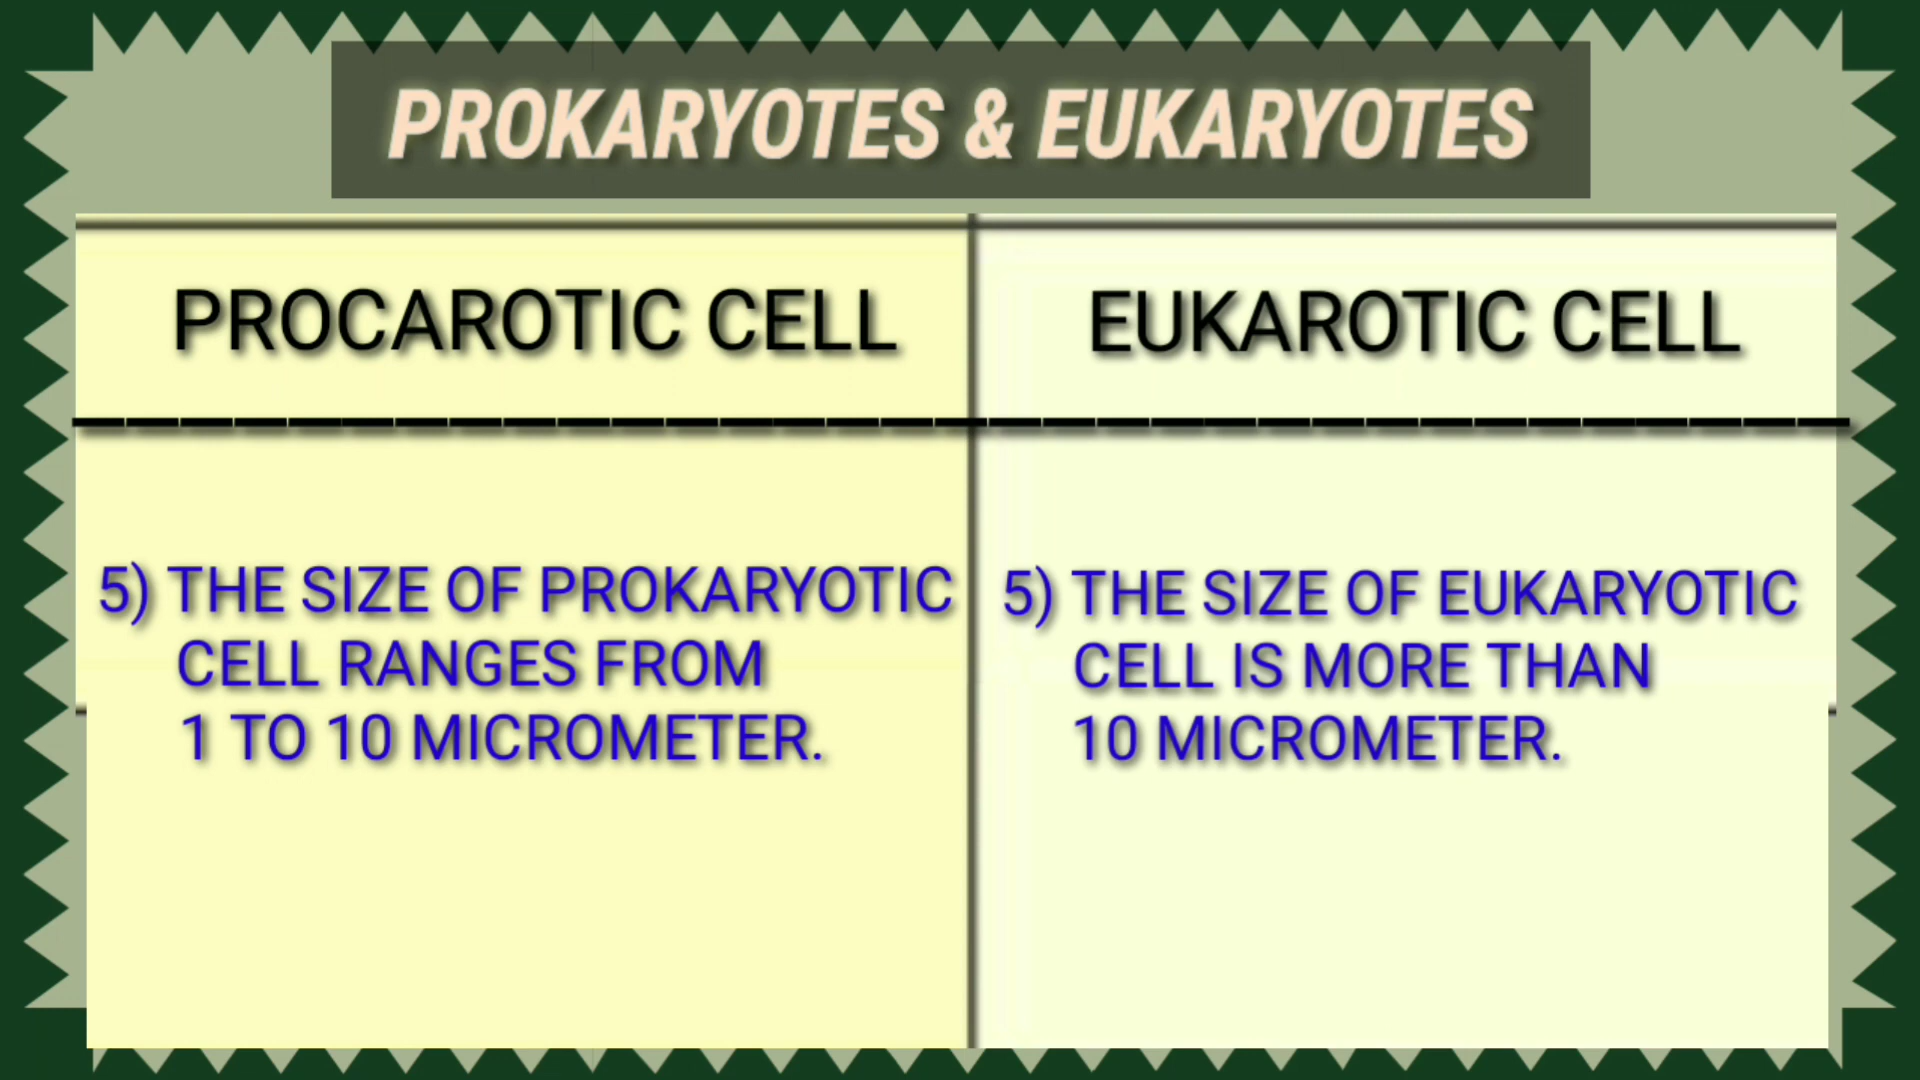 PROKARYOTES & EUKARYOTES
PROCAROTIC CELL
EUKAROTIC CELL
5) THE SIZE OF PROKARYOTIC
CELL RANGES FROM
1 TO 10 MICROMETER.
5) THE SIZE OF EUKARYOTIC
CELL IS MORE THAN
10 MICROMETER.